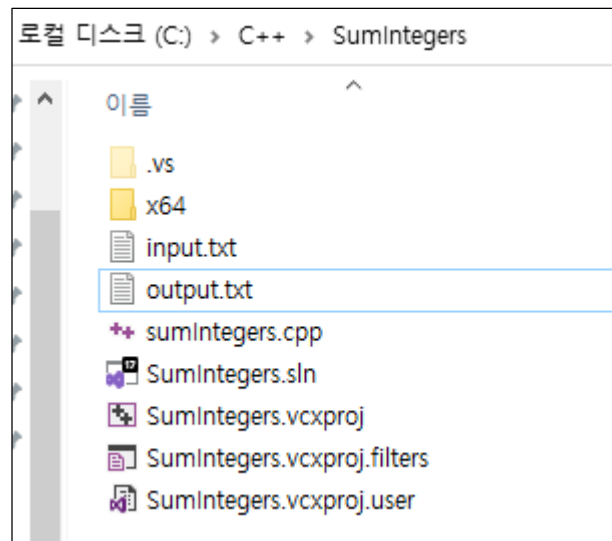 로컬 디스크 (C:) > C++ > SumIntegers
이름
.vs
x64
input.txt
output.txt
sumIntegers.cpp
SumIntegers.sln
SumIntegers.vcxproj
SumIntegers.vcxproj.filters
SumIntegers.vcxproj.user